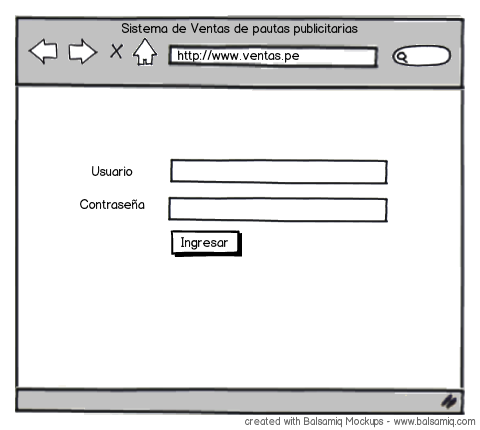 Sistema de Ventas de pautas publicitarias
http://www.ventas.pe
Usuario
Contraseña
Ingresar
created with Balsamiq Mockups - www.balsamiq.com